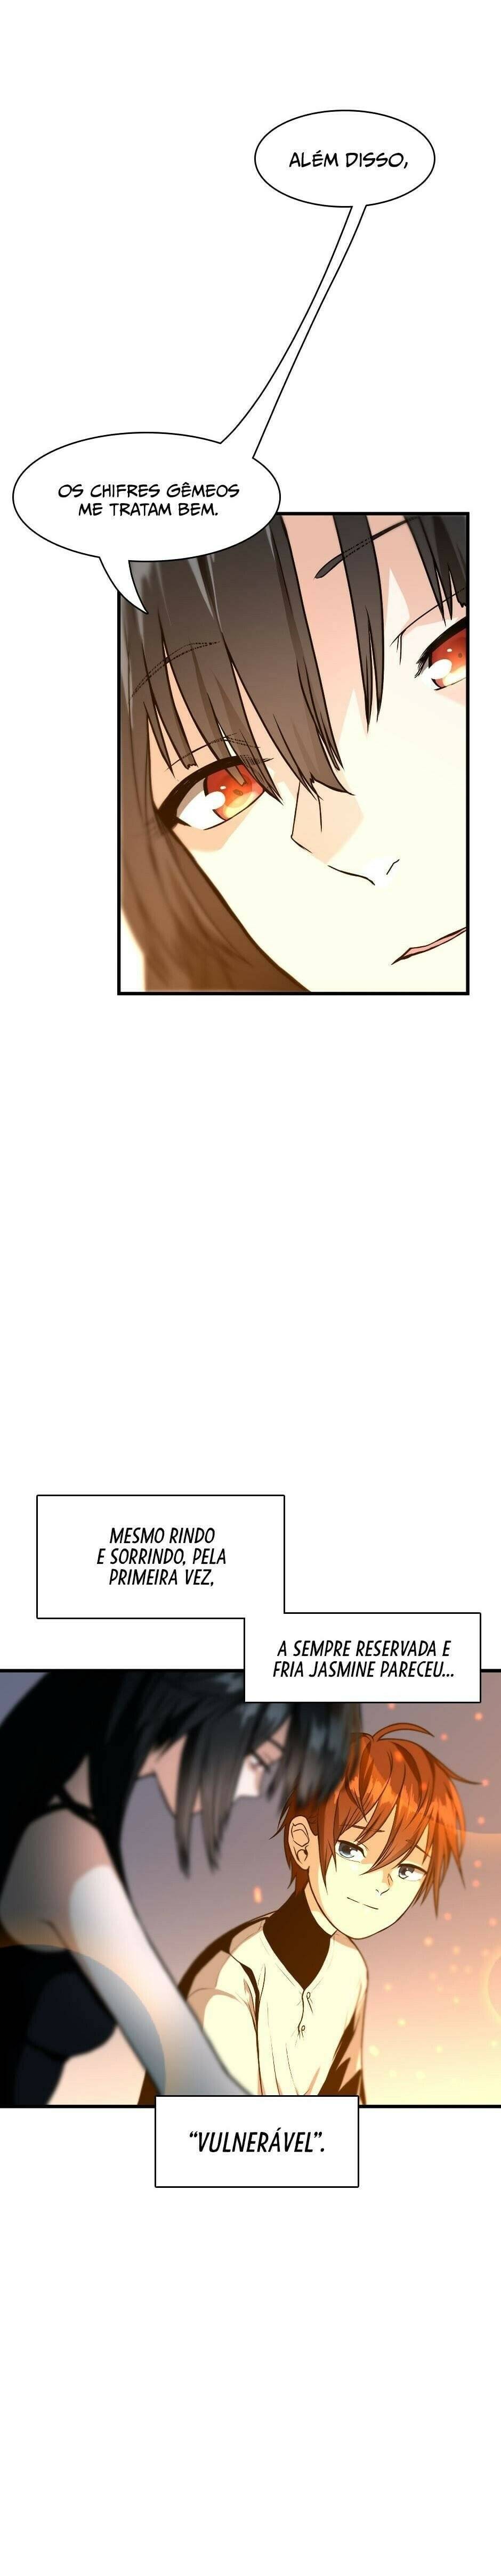 ALÉM DISSO,
OS CHIFRES GÊMEOS
ME TRATAM BEM.
MESMO RINDO
E SORRINDO, PELA
PRIMEIRA VEZ,
A SEMPRE RESERVADA E
FRIA JASMINE PARECEU...
“VULNERÁVEL”.